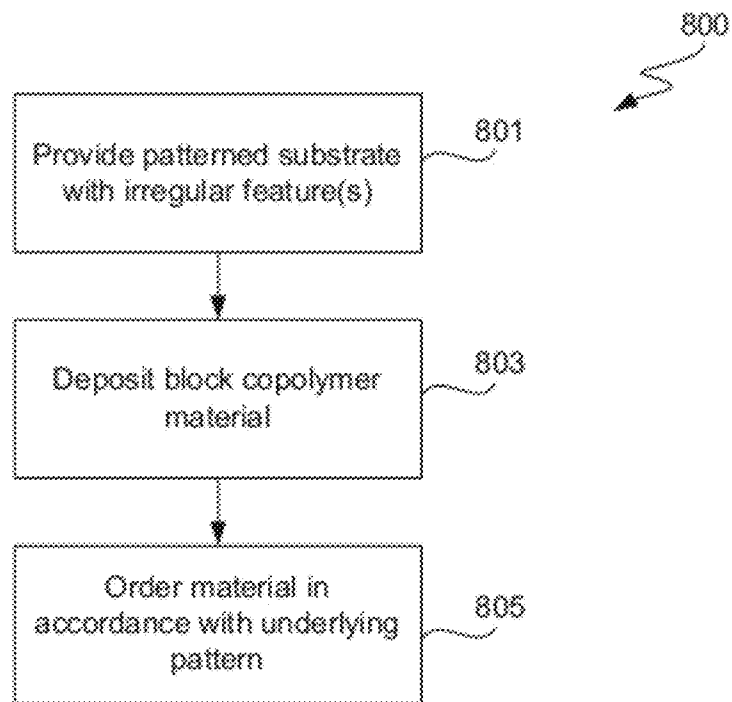 800
Provide patterned substrate
with irregular feature(s)
801
Deposit block copolymer
material
803
Order material in
accordance with underlying
pattern
805